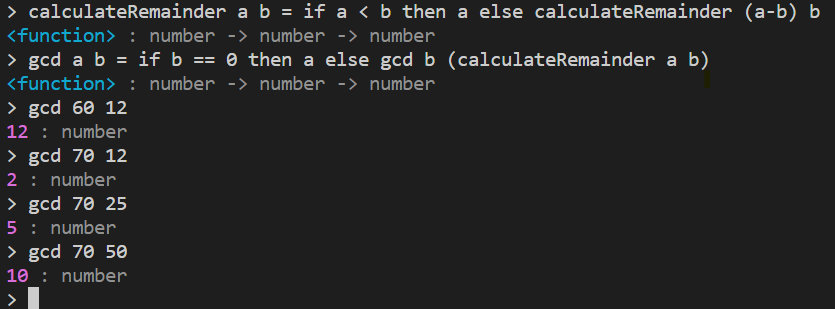 > calculateRemainder a b = if a < b then a else calculateRemainder (a-b) b
<function> : number -> number -> number
> gcd a b = if b == 0 then a else gcd b (calculateRemainder a b)
<function> : number -> number -> number
> gcd 60 12
12 : number
> gcd 70 12
2 : number
> gcd 70 25
5 : number
> gcd 70 50
10 : number
>